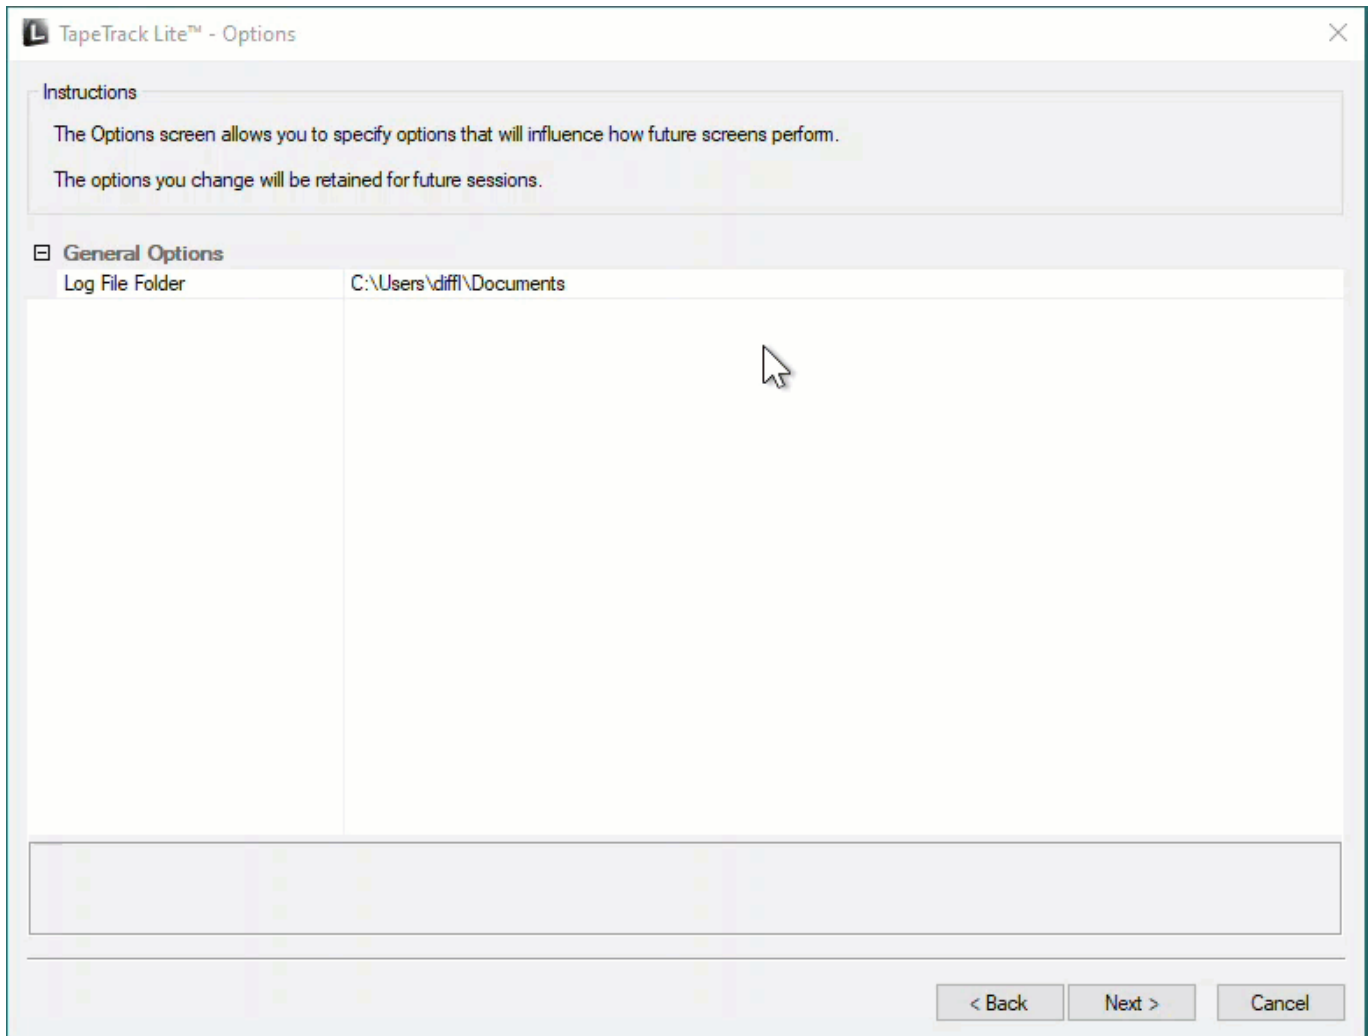 TapeTrack Lite™ - Options
Instructions
The Options screen allows you to specify options that will influence how future screens perform.
The options you change will be retained for future sessions.
General Options
Log File Folder C:\Users\diffl\Documents
< Back Next > Cancel